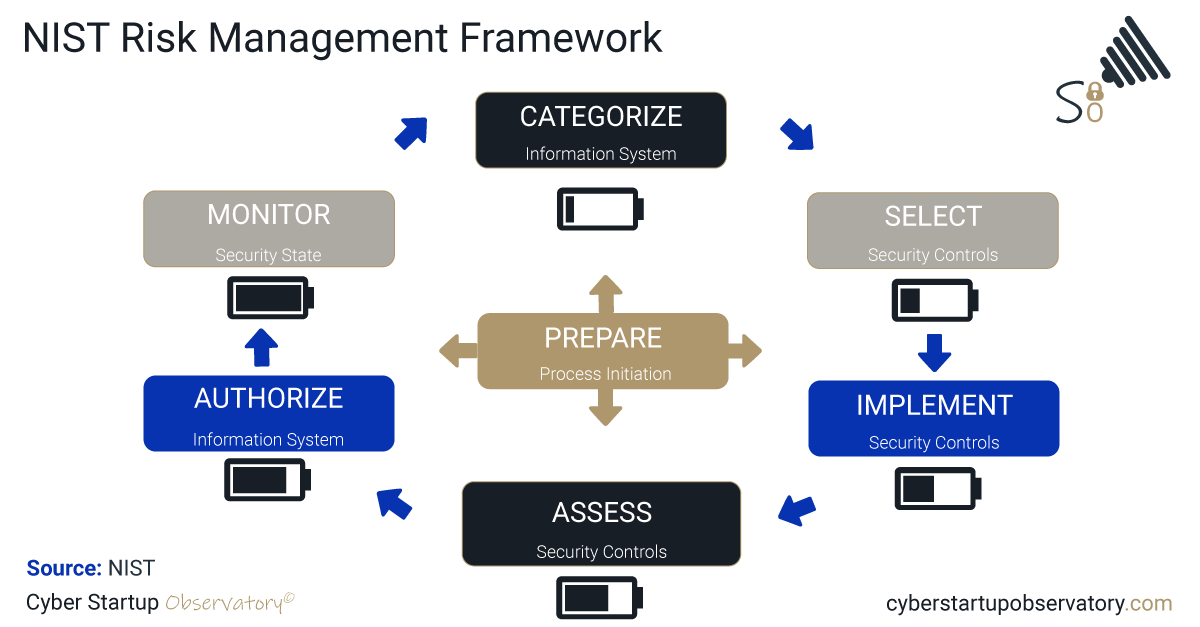 NIST Risk Management Framework
SO
CATEGORIZE
Information System
MONITOR
Security State
SELECT
Security Controls
PREPARE
Process Initiation
AUTHORIZE
Information System
IMPLEMENT
Security Controls
ASSESS
Security Controls
Source: NIST
Cyber Startup Observatory©
cyberstartupobservatory.com